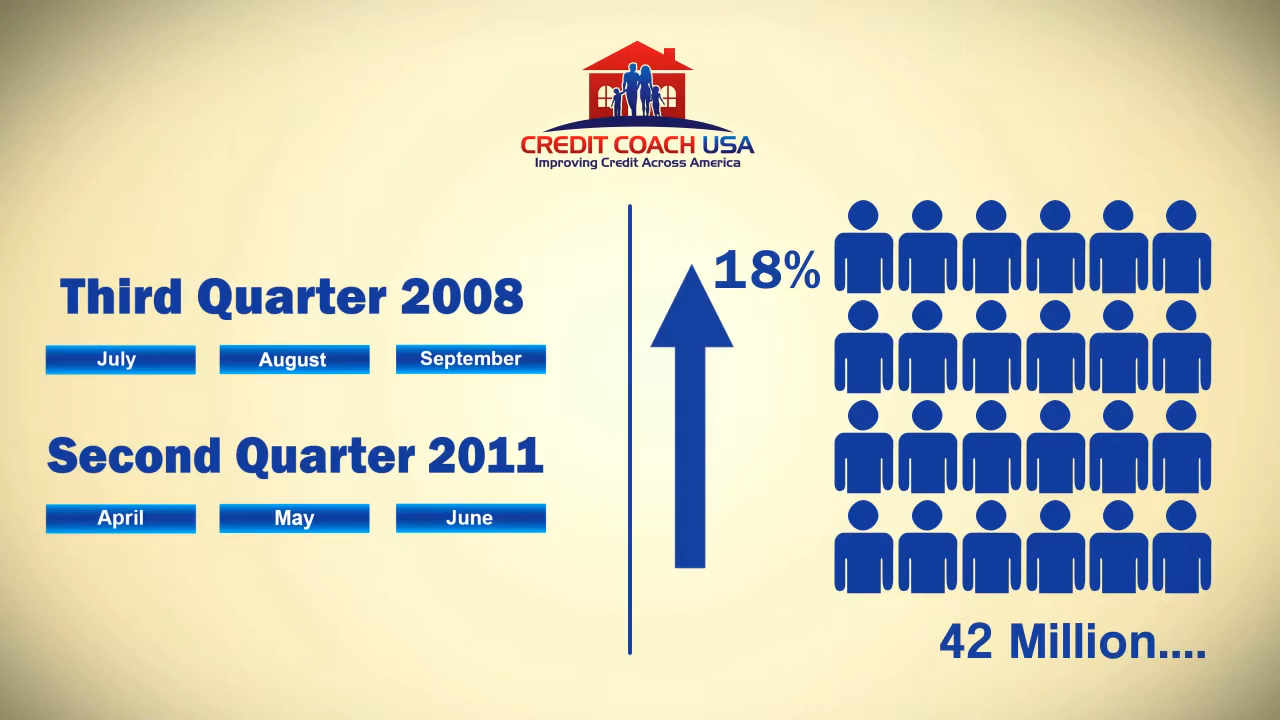 CREDIT COACH USA
Improving Credit Across America
Third Quarter 2008
July August September
Second Quarter 2011
April May June
18%
42 Million....